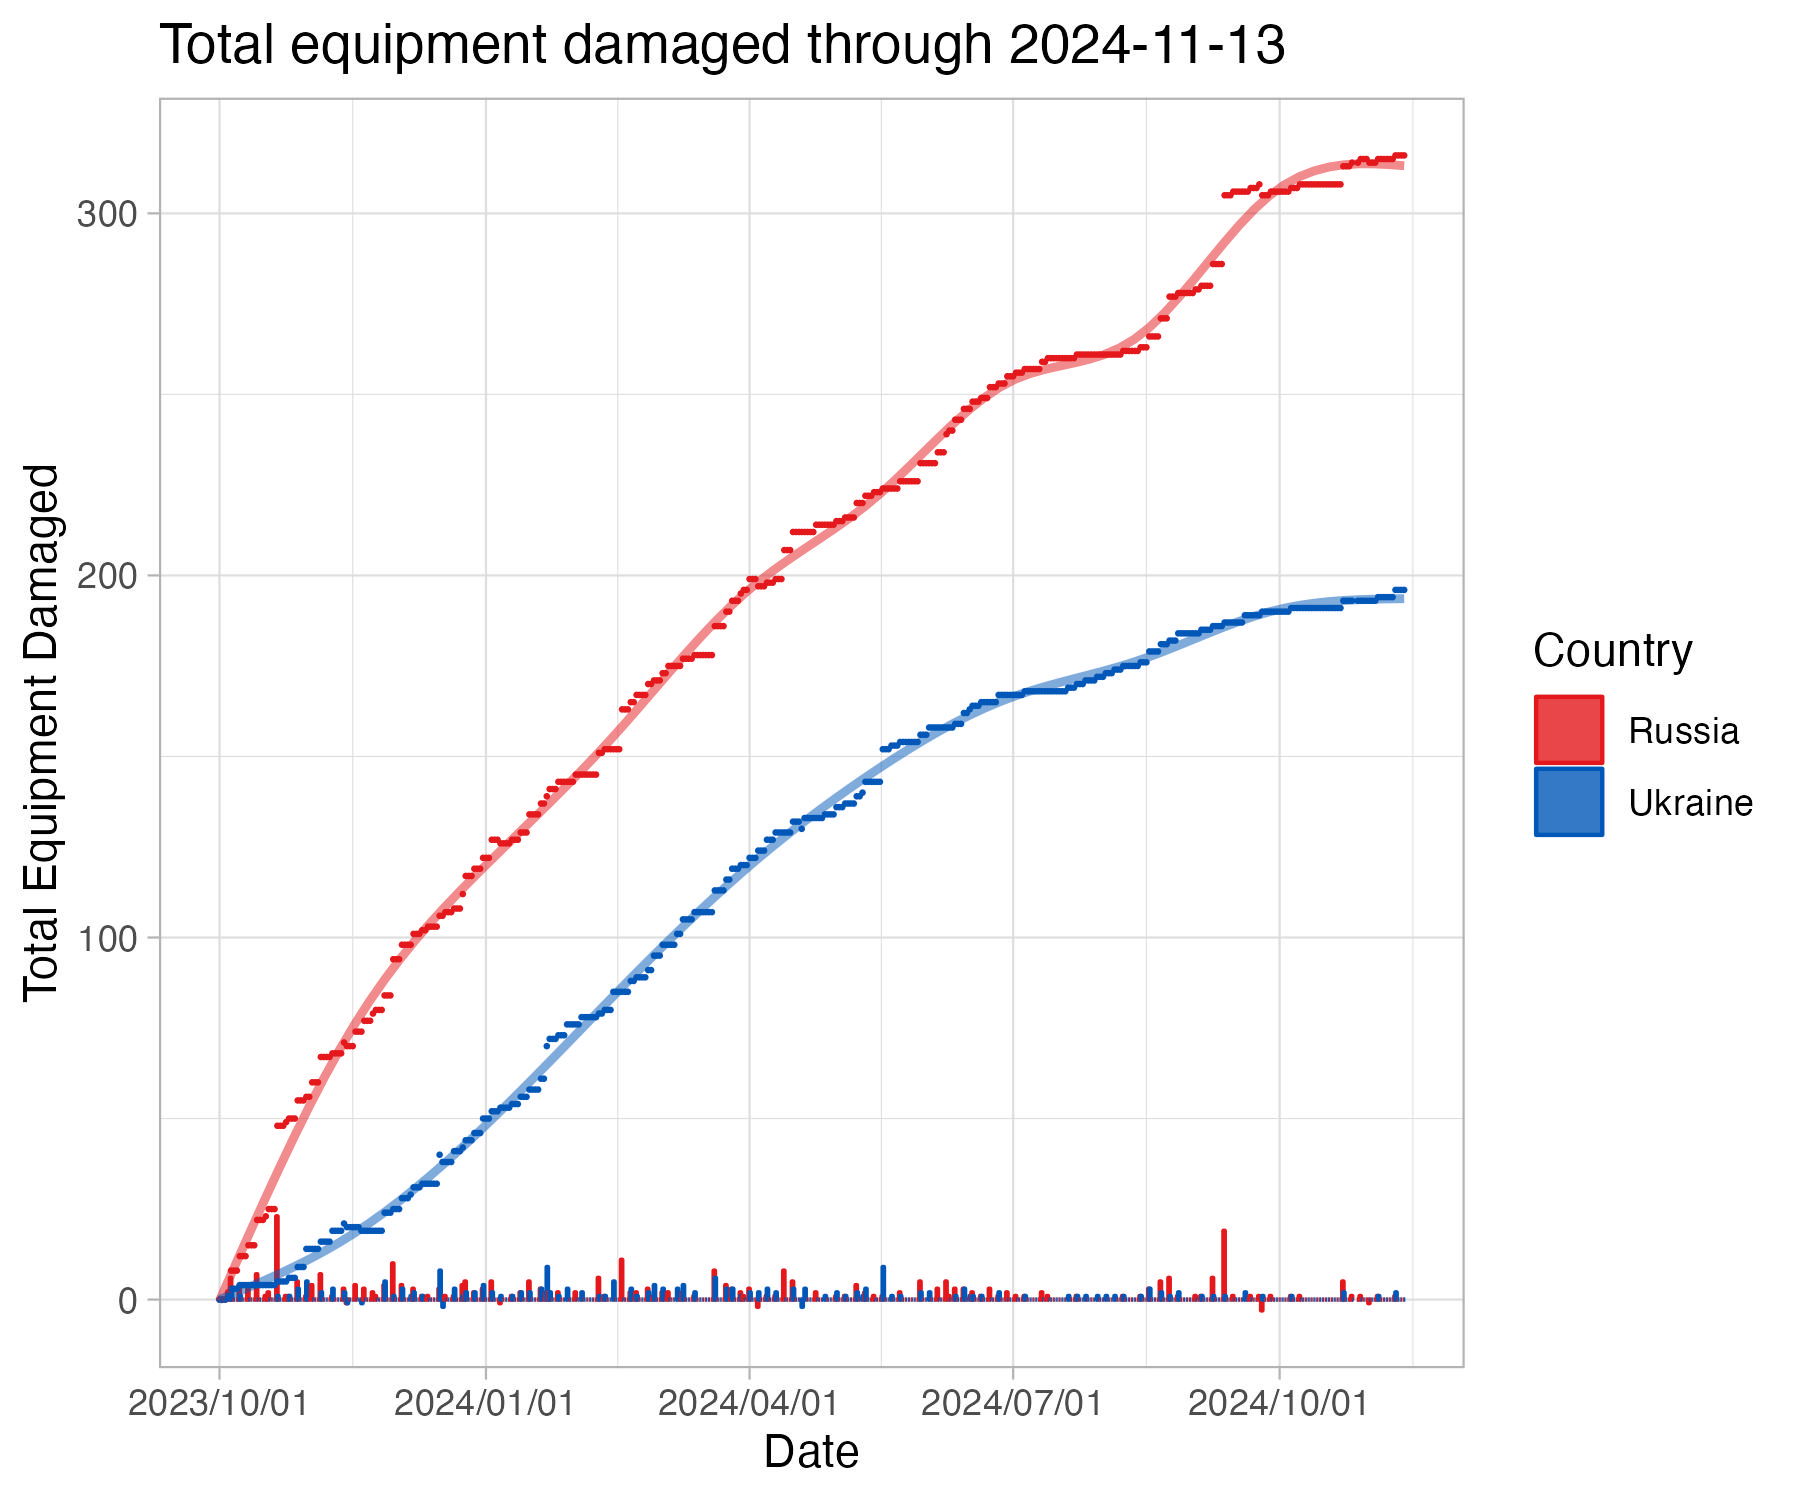 Total equipment damaged through 2024-11-13
Total Equipment Damaged
300
200
100
0
2023/10/01
2024/01/01
2024/04/01
2024/07/01
2024/10/01
Date
Country
Russia
Ukraine